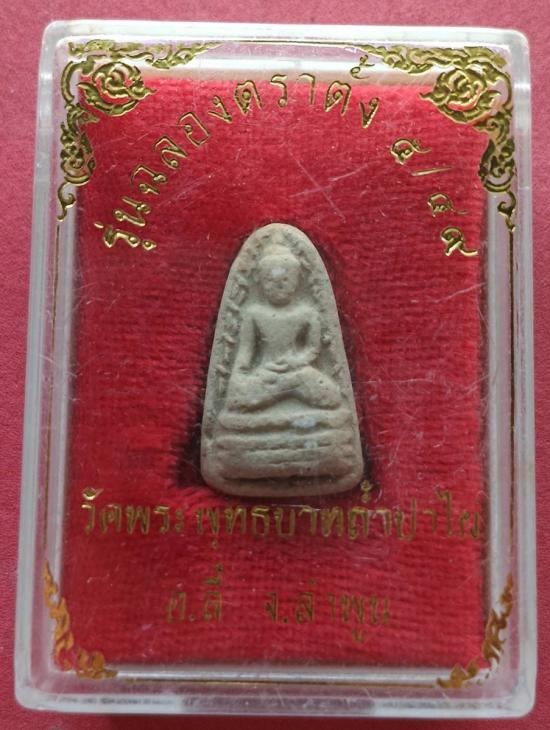 รุ่นฉลองตราตั้ง ๕/๔๙
วัดพระพุทธบาทถ้ำป่าไผ่
อ.ลี้ จ.ลำพูน